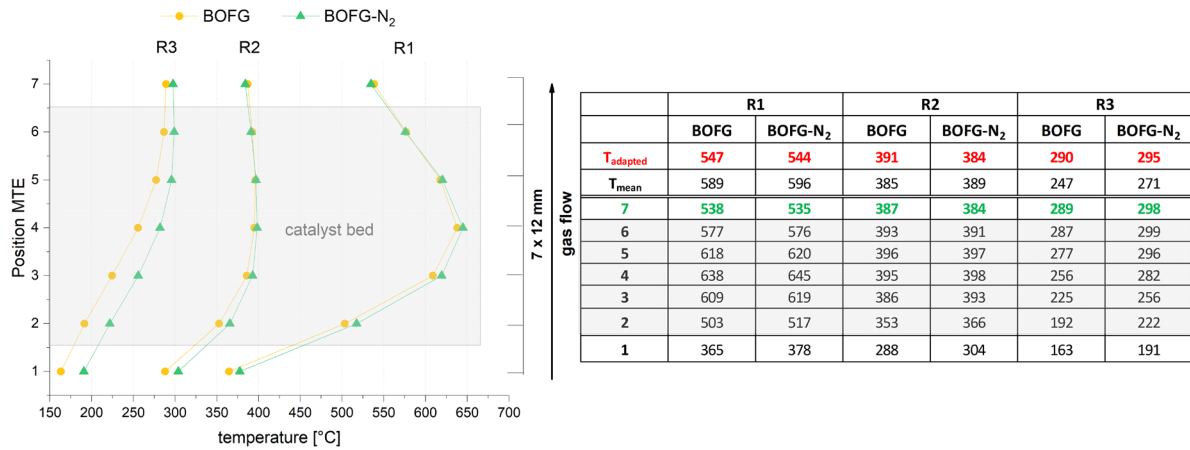 BOFG BOFG-N₂
R3 R2 R1
7
6
5
4
3
2
1
Position MTE
catalyst bed
150 200 250 300 350 400 450 500 550 600 650 700
temperature [°C]
7 x 12 mm
gas flow
R1 R2 R3
BOFG BOFG-N₂ BOFG BOFG-N₂ BOFG BOFG-N₂
Tadapted 547 544 391 384 290 295
Tmean 589 596 385 389 247 271
7 538 535 387 384 289 298
6 577 576 393 391 287 299
5 618 620 396 397 277 296
4 638 645 395 398 256 282
3 609 619 386 393 225 256
2 503 517 353 366 192 222
1 365 378 288 304 163 191